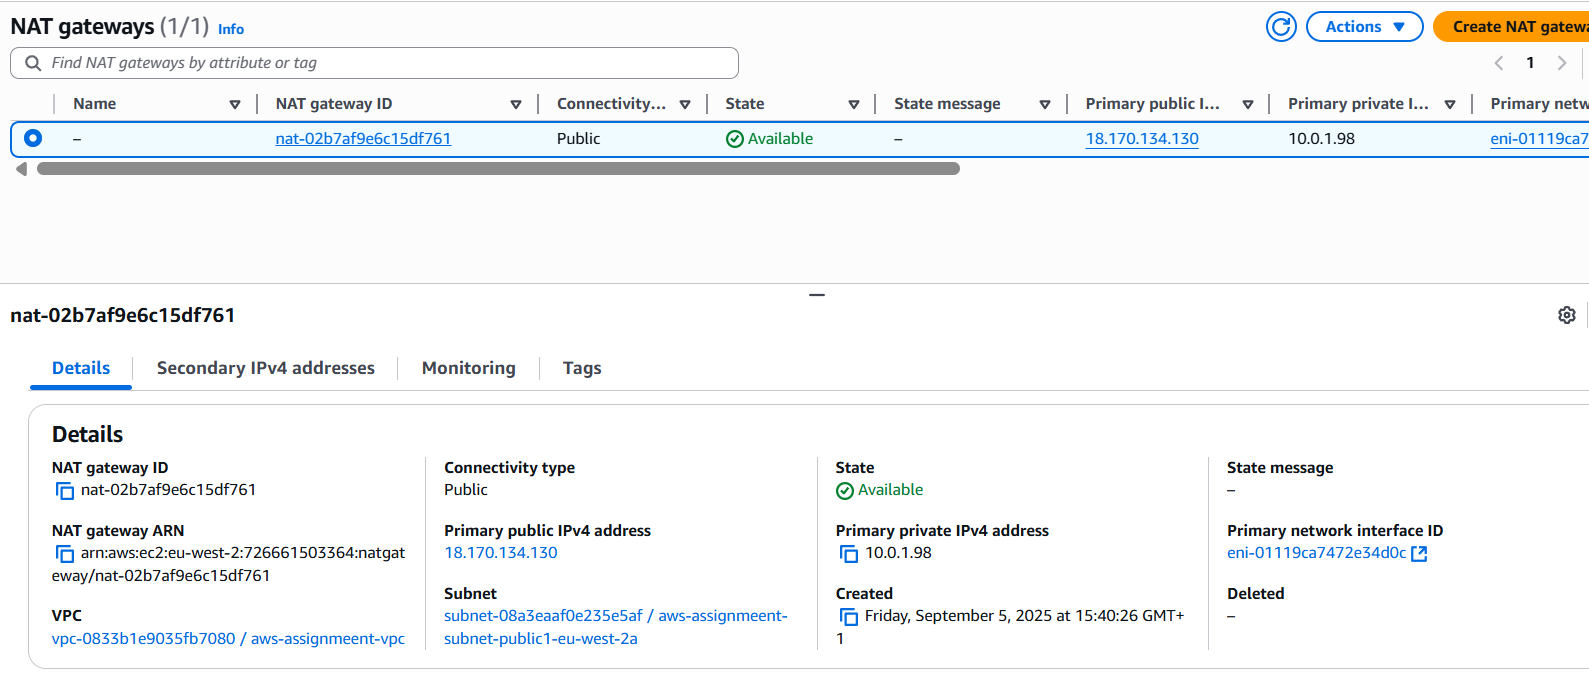 NAT gateways (1/1) Info
Actions
Create NAT gatewa
Find NAT gateways by attribute or tag
1
Name NAT gateway ID Connectivity... State State message Primary public I... Primary private I... Primary netw
– nat-02b7af9e6c15df761 Public Available – 18.170.134.130 10.0.1.98 eni-01119ca7
nat-02b7af9e6c15df761
Details Secondary IPv4 addresses Monitoring Tags
Details
NAT gateway ID
nat-02b7af9e6c15df761
NAT gateway ARN
arn:aws:ec2:eu-west-2:726661503364:natgat
eway/nat-02b7af9e6c15df761
VPC
vpc-0833b1e9035fb7080 / aws-assignmeent-vpc
Connectivity type
Public
Primary public IPv4 address
18.170.134.130
Subnet
subnet-08a3eaaf0e235e5af / aws-assignmeent-
subnet-public1-eu-west-2a
State
Available
Primary private IPv4 address
10.0.1.98
Created
Friday, September 5, 2025 at 15:40:26 GMT+
1
State message
–
Primary network interface ID
eni-01119ca7472e34d0c
Deleted
–